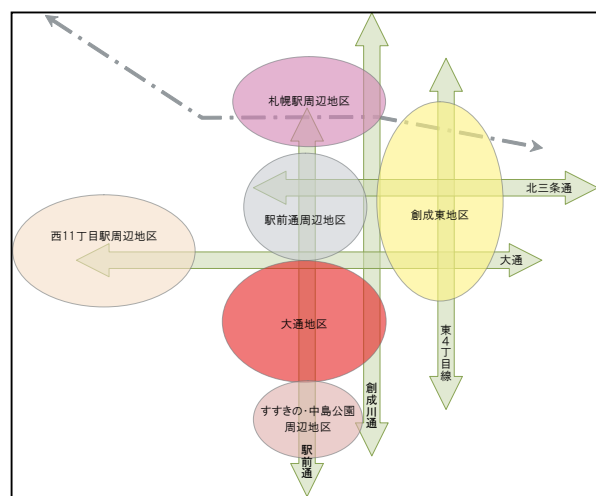 札幌駅周辺地区
北三条通
駅前通周辺地区
創成東地区
西11丁目駅周辺地区
大通
大通地区
東4丁目線
創成川通
すすきの・中島公園
周辺地区
駅前通